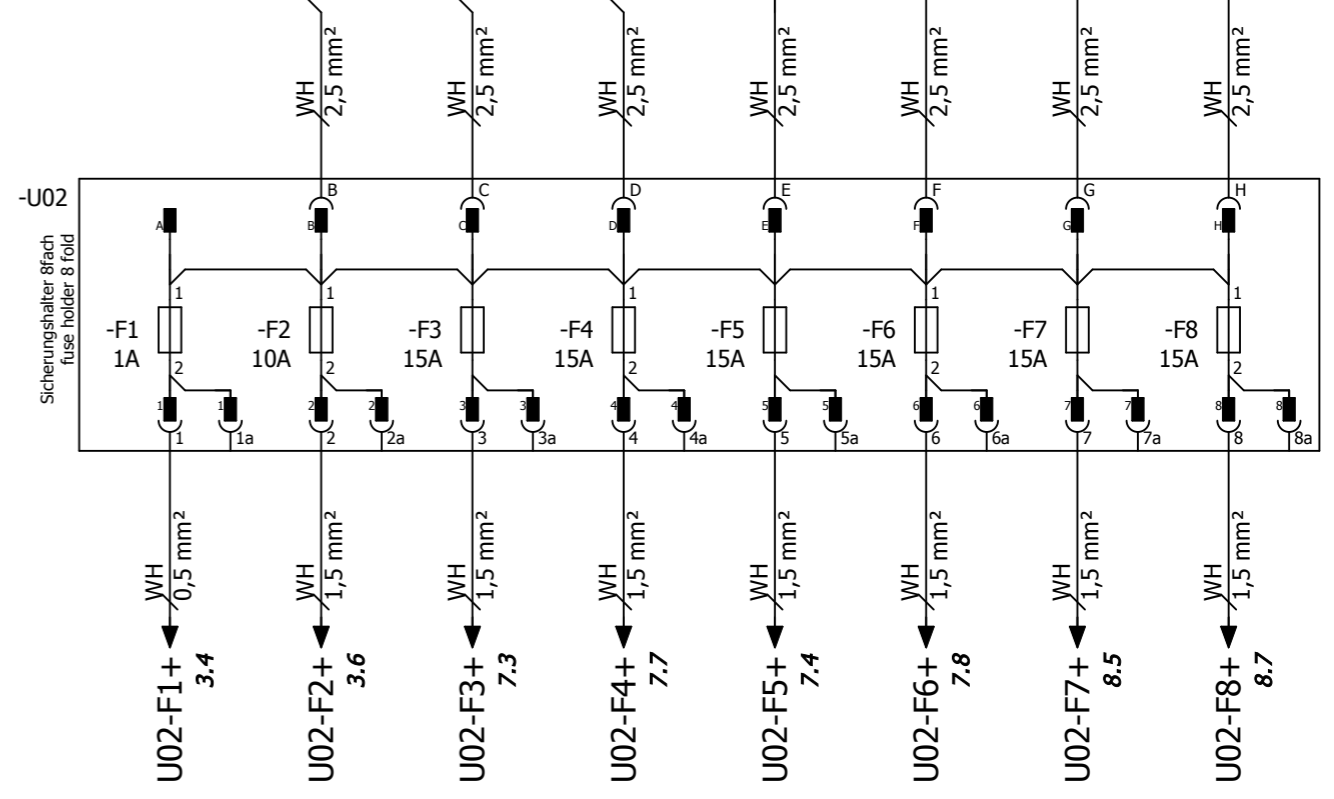 WH 2,5 mm² WH 2,5 mm² WH 2,5 mm² WH 2,5 mm² WH 2,5 mm² WH 2,5 mm² WH 2,5 mm²
-U02
Sicherungshalter 8fach
fuse holder 8 fold
B C D E F G H
A B C D E F G H
1 1 1 1 1 1
-F1 -F2 -F3 -F4 -F5 -F6 -F7 -F8
1A 10A 15A 15A 15A 15A 15A 15A
2 2 2 2 2
1 1 2 2 3 3 4 4 5 5 6 6 7 7 8 8
1 1a 2 2a 3 3a 4 4a 5 5a 6 6a 7 7a 8 8a
WH 0,5 mm² WH 1,5 mm² WH 1,5 mm² WH 1,5 mm² WH 1,5 mm² WH 1,5 mm² WH 1,5 mm² WH 1,5 mm²
U02-F1+ 3.4
U02-F2+ 3.6
U02-F3+ 7.3
U02-F4+ 7.7
U02-F5+ 7.4
U02-F6+ 7.8
U02-F7+ 8.5
U02-F8+ 8.7